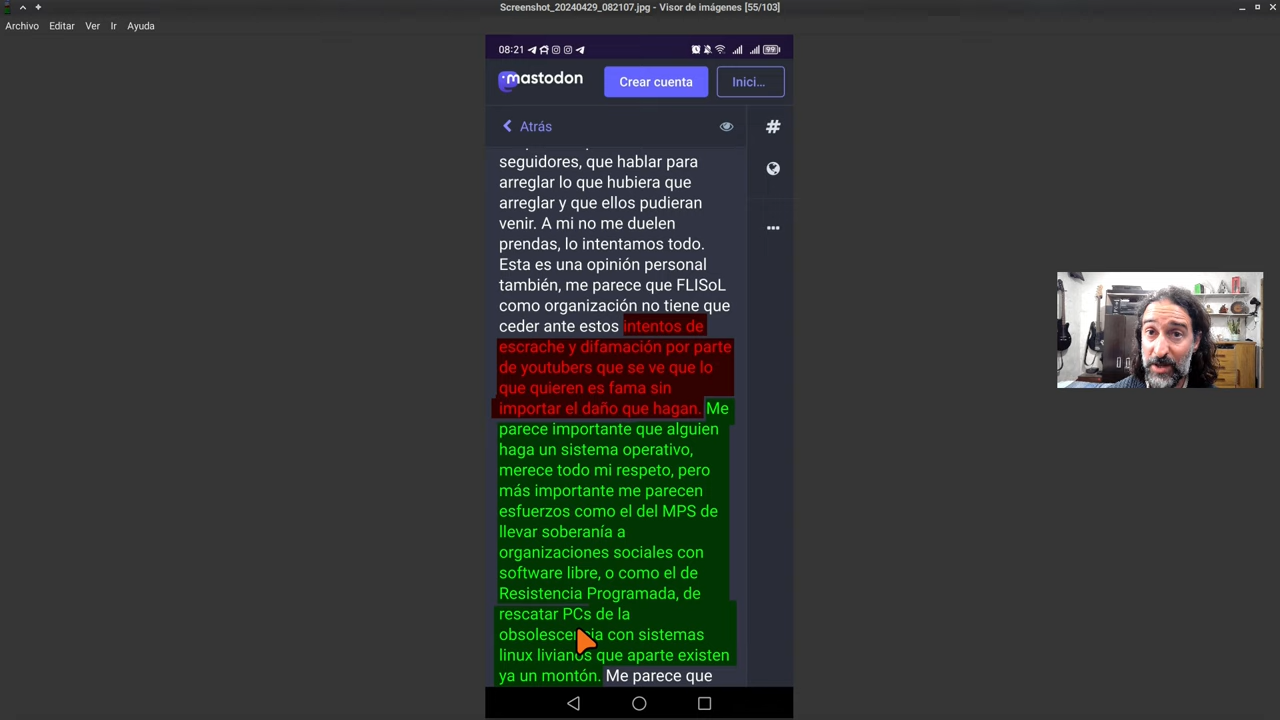 Screenshot_20240429_082107.jpg - Visor de imágenes [55/103]
Archivo Editar Ver Ir Ayuda
08:21 99
mastodon Crear cuenta Inici...
Atrás #
seguidores, que hablar para
arreglar lo que hubiera que
arreglar y que ellos pudieran
venir. A mi no me duelen
prendas, lo intentamos todo.
Esta es una opinión personal
también, me parece que FLISoL
como organización no tiene que
ceder ante estos intentos de
escrache y difamación por parte
de youtubers que se ve que lo
que quieren es fama sin
importar el daño que hagan. Me
parece importante que alguien
haga un sistema operativo,
merece todo mi respeto, pero
más importante me parecen
esfuerzos como el del MPS de
llevar soberanía a
organizaciones sociales con
software libre, o como el de
Resistencia Programada, de
rescatar PCs de la
obsolescencia con sistemas
linux livianos que aparte existen
ya un montón. Me parece que